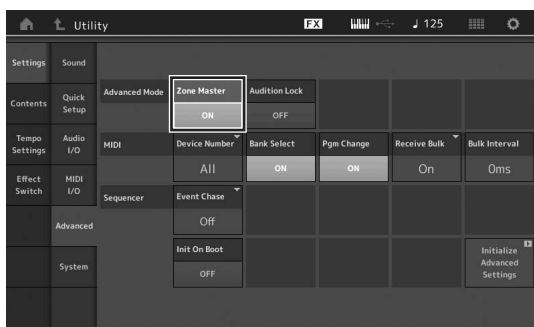 Utility
FX
♩ 125
Settings
Sound
Contents
Quick
Setup
Advanced Mode
Zone Master
ON
Audition Lock
OFF
Tempo
Settings
Audio
I/O
MIDI
Device Number
All
Bank Select
ON
Pgm Change
ON
Receive Bulk
On
Bulk Interval
0ms
Effect
Switch
MIDI
I/O
Sequencer
Event Chase
Off
Advanced
Init On Boot
OFF
Initialize
Advanced
Settings
System